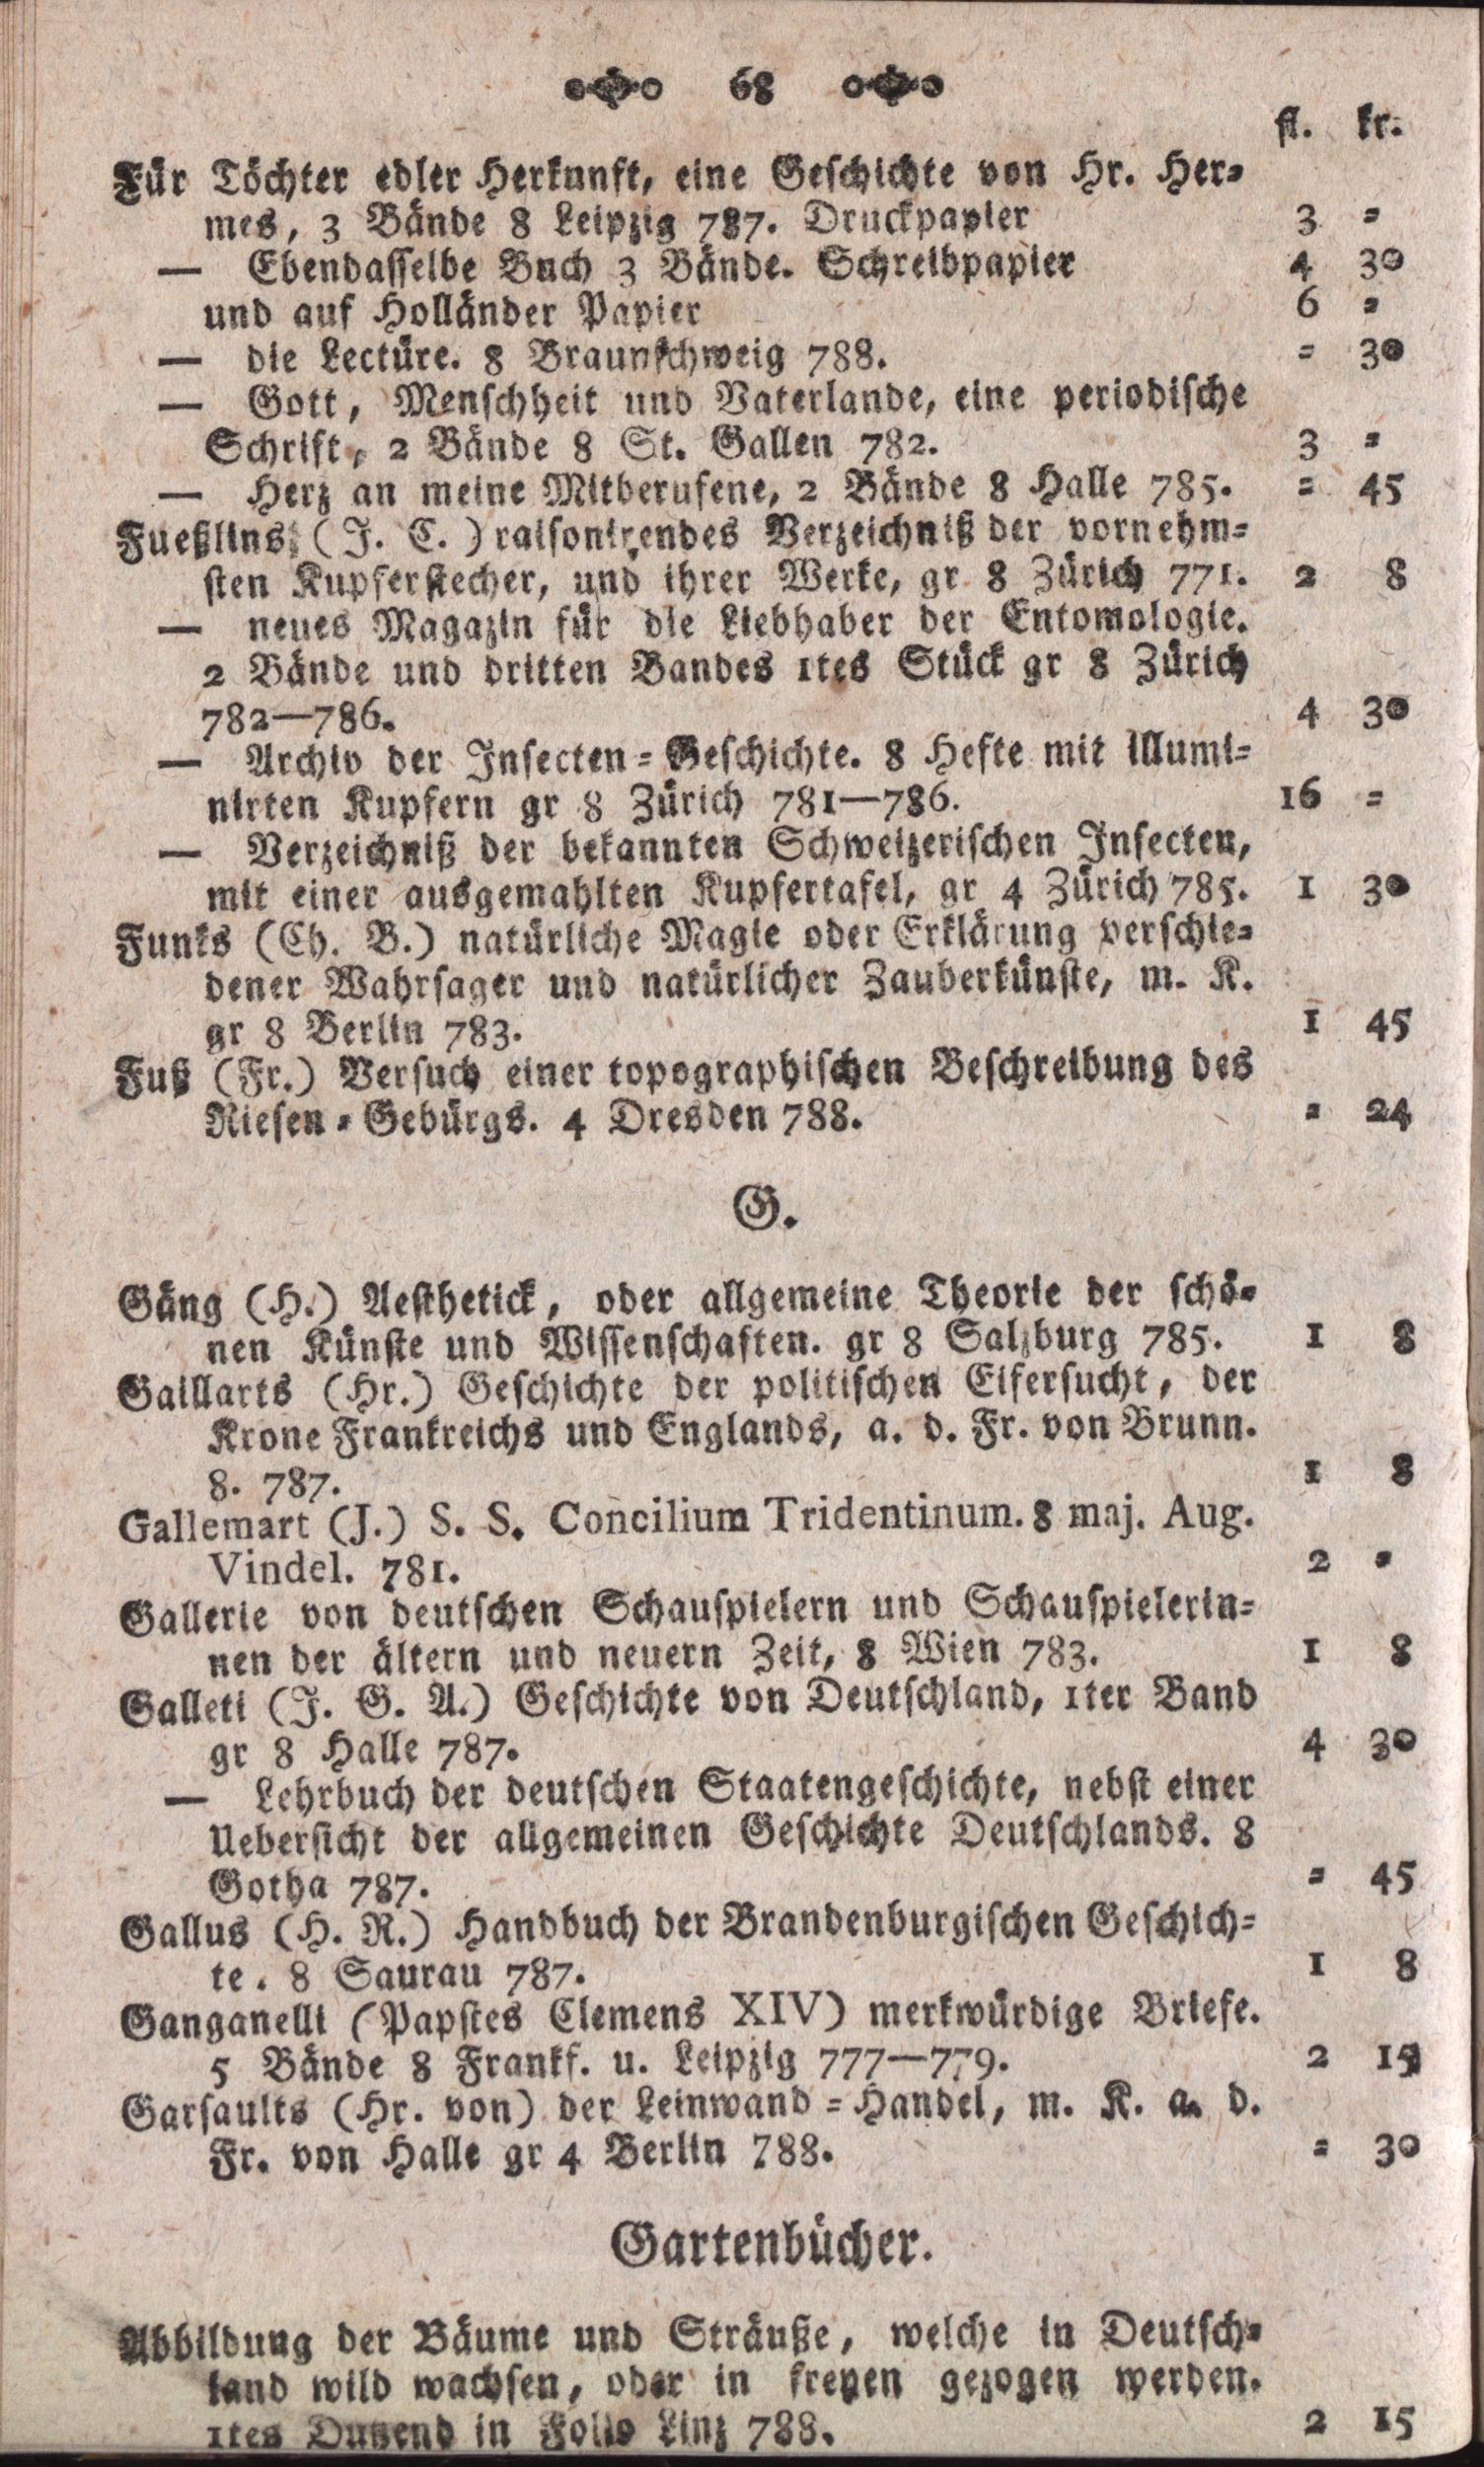 68
fl. kr.
Für Töchter edler Herkunft, eine Geschichte von Hr. Her=
mes, 3 Bände 8 Leipzig 787. Druckpapier 3 =
— Ebendasselbe Buch 3 Bände. Schreibpapier 4 30
und auf Holländer Papier 6 =
— die Lectüre. 8 Braunschweig 788. = 30
— Gott, Menschheit und Vaterlande, eine periodische
Schrift, 2 Bände 8 St. Gallen 782. 3 =
— Herz an meine Mitberufene, 2 Bände 8 Halle 785. = 45
Fueßlins (J. C.) raisonirendes Verzeichniß der vornehm=
sten Kupferstecher, und ihrer Werke, gr 8 Zürich 771. 2 8
— neues Magazin für die Liebhaber der Entomologie.
2 Bände und dritten Bandes 1tes Stück gr 8 Zürich
782—786. 4 30
— Archiv der Insecten = Geschichte. 8 Hefte mit illumi=
nirten Kupfern gr 8 Zürich 781—786. 16 =
— Verzeichniß der bekannten Schweizerischen Insecten,
mit einer ausgemahlten Kupfertafel, gr 4 Zürich 785. 1 30
Funks (Ch. B.) natürliche Magie oder Erklärung verschie=
dener Wahrsager und natürlicher Zauberkünste, m. K.
gr 8 Berlin 783. 1 45
Fuß (Fr.) Versuch einer topographischen Beschreibung des
Riesen = Gebürgs. 4 Dresden 788. = 24
G.
Gäng (H.) Aesthetick, oder allgemeine Theorie der schö=
nen Künste und Wissenschaften. gr 8 Salzburg 785. 1 8
Gaillarts (Hr.) Geschichte der politischen Eifersucht, der
Krone Frankreichs und Englands, a. d. Fr. von Brunn.
8. 787. 1 8
Gallemart (J.) S. S. Concilium Tridentinum. 8 maj. Aug.
Vindel. 781. 2 =
Gallerie von deutschen Schauspielern und Schauspielerin=
nen der ältern und neuern Zeit, 8 Wien 783. 1 8
Galleti (J. G. A.) Geschichte von Deutschland, 1ter Band
gr 8 Halle 787. 4 30
— Lehrbuch der deutschen Staatengeschichte, nebst einer
Uebersicht der allgemeinen Geschichte Deutschlands. 8
Gotha 787. = 45
Gallus (H. R.) Handbuch der Brandenburgischen Geschich=
te. 8 Saurau 787. 1 8
Ganganelli (Papstes Clemens XIV) merkwürdige Briefe.
5 Bände 8 Frankf. u. Leipzig 777—779. 2 15
Garsaults (Hr. von) der Leinwand = Handel, m. K. a. d.
Fr. von Halle gr 4 Berlin 788. = 30
Gartenbücher.
Abbildung der Bäume und Sträuße, welche in Deutsch=
land wild wachsen, oder in freyen gezogen werden.
1tes Dutzend in Folio Linz 788. 2 15